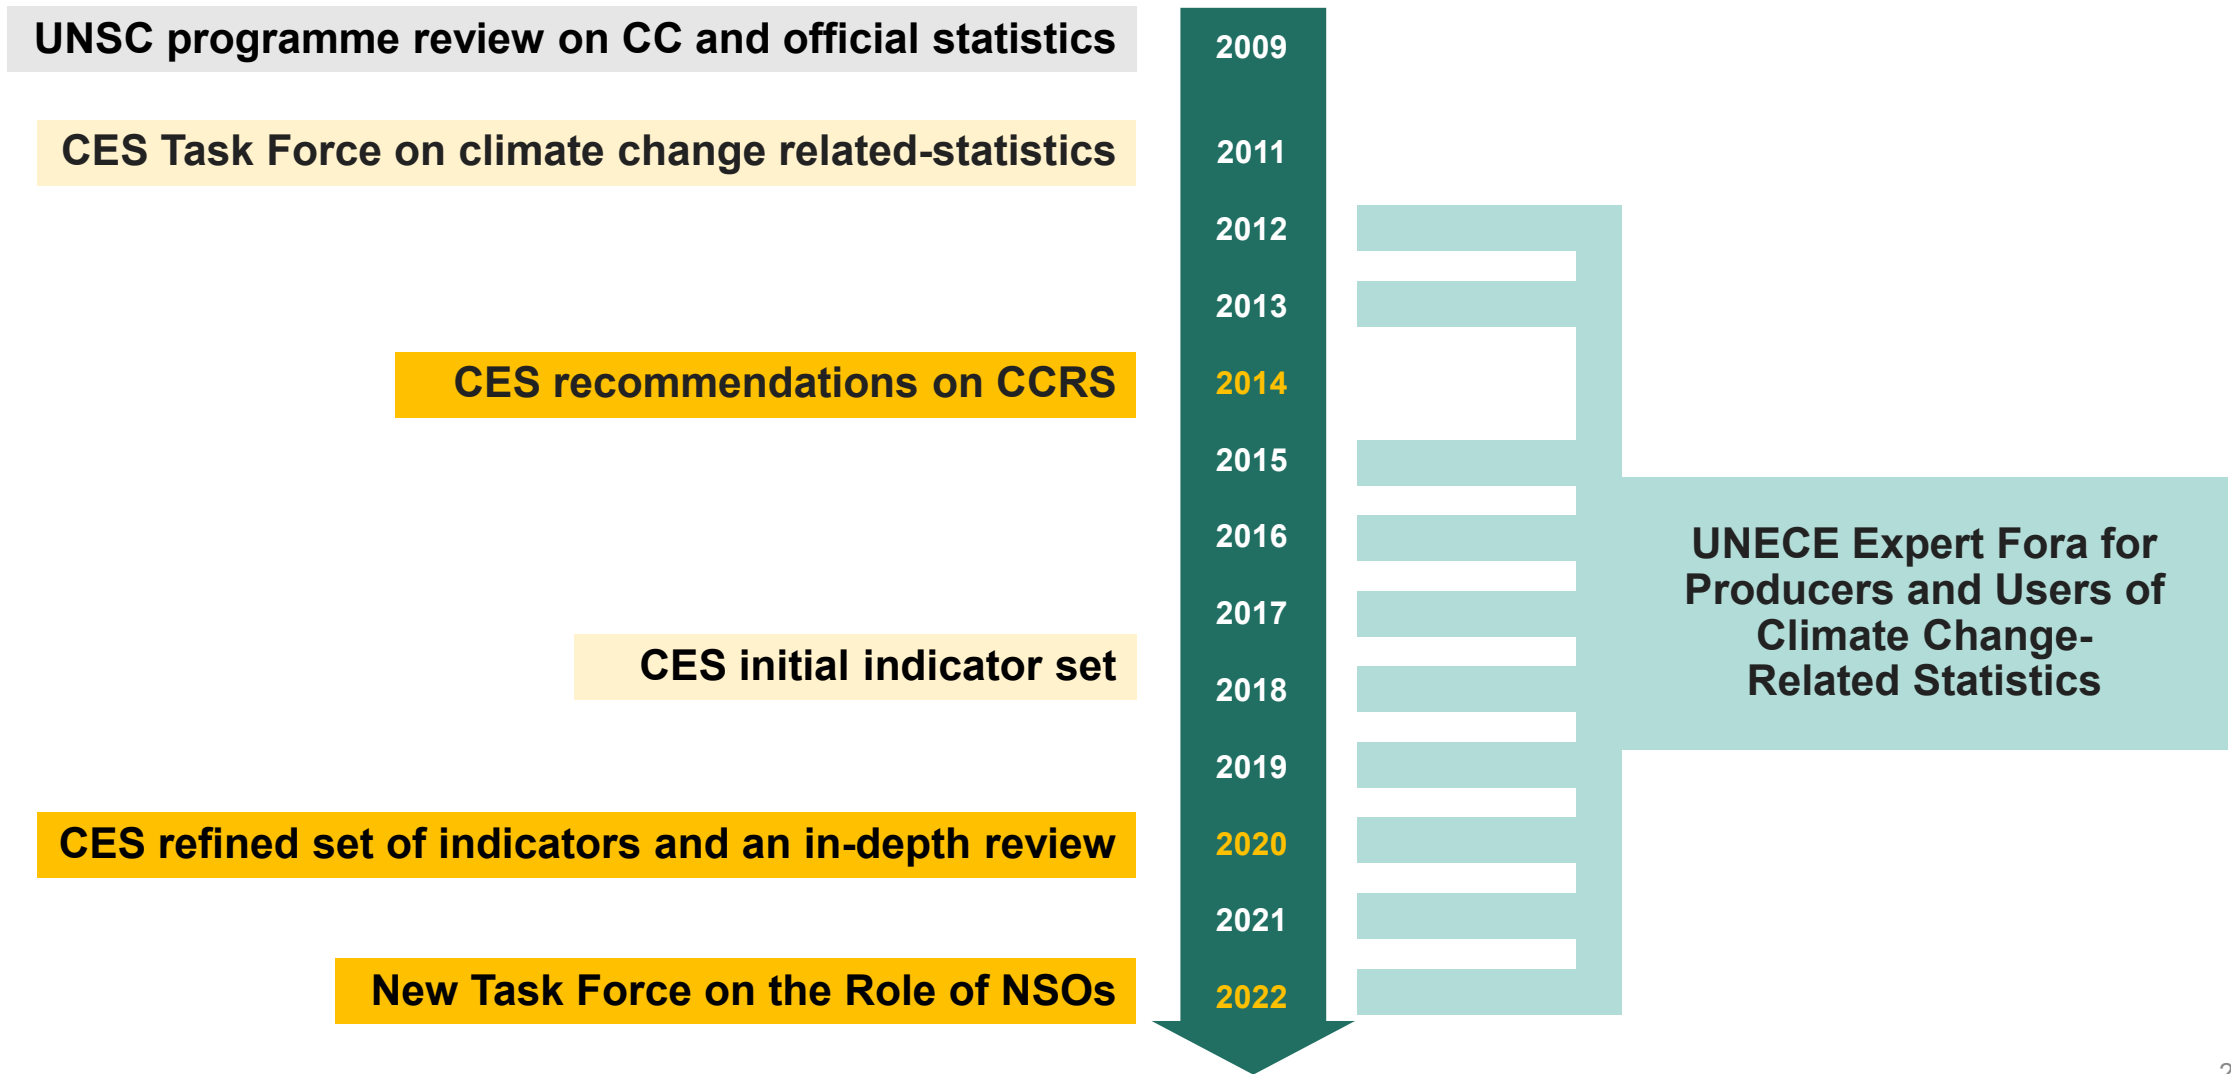 UNSC programme review on CC and official statistics
2009
CES Task Force on climate change related-statistics
2011
2012
2013
CES recommendations on CCRS
2014
2015
2016
2017
CES initial indicator set
2018
2019
CES refined set of indicators and an in-depth review
2020
2021
New Task Force on the Role of NSOs
2022
UNECE Expert Fora for
Producers and Users of
Climate Change-
Related Statistics
2